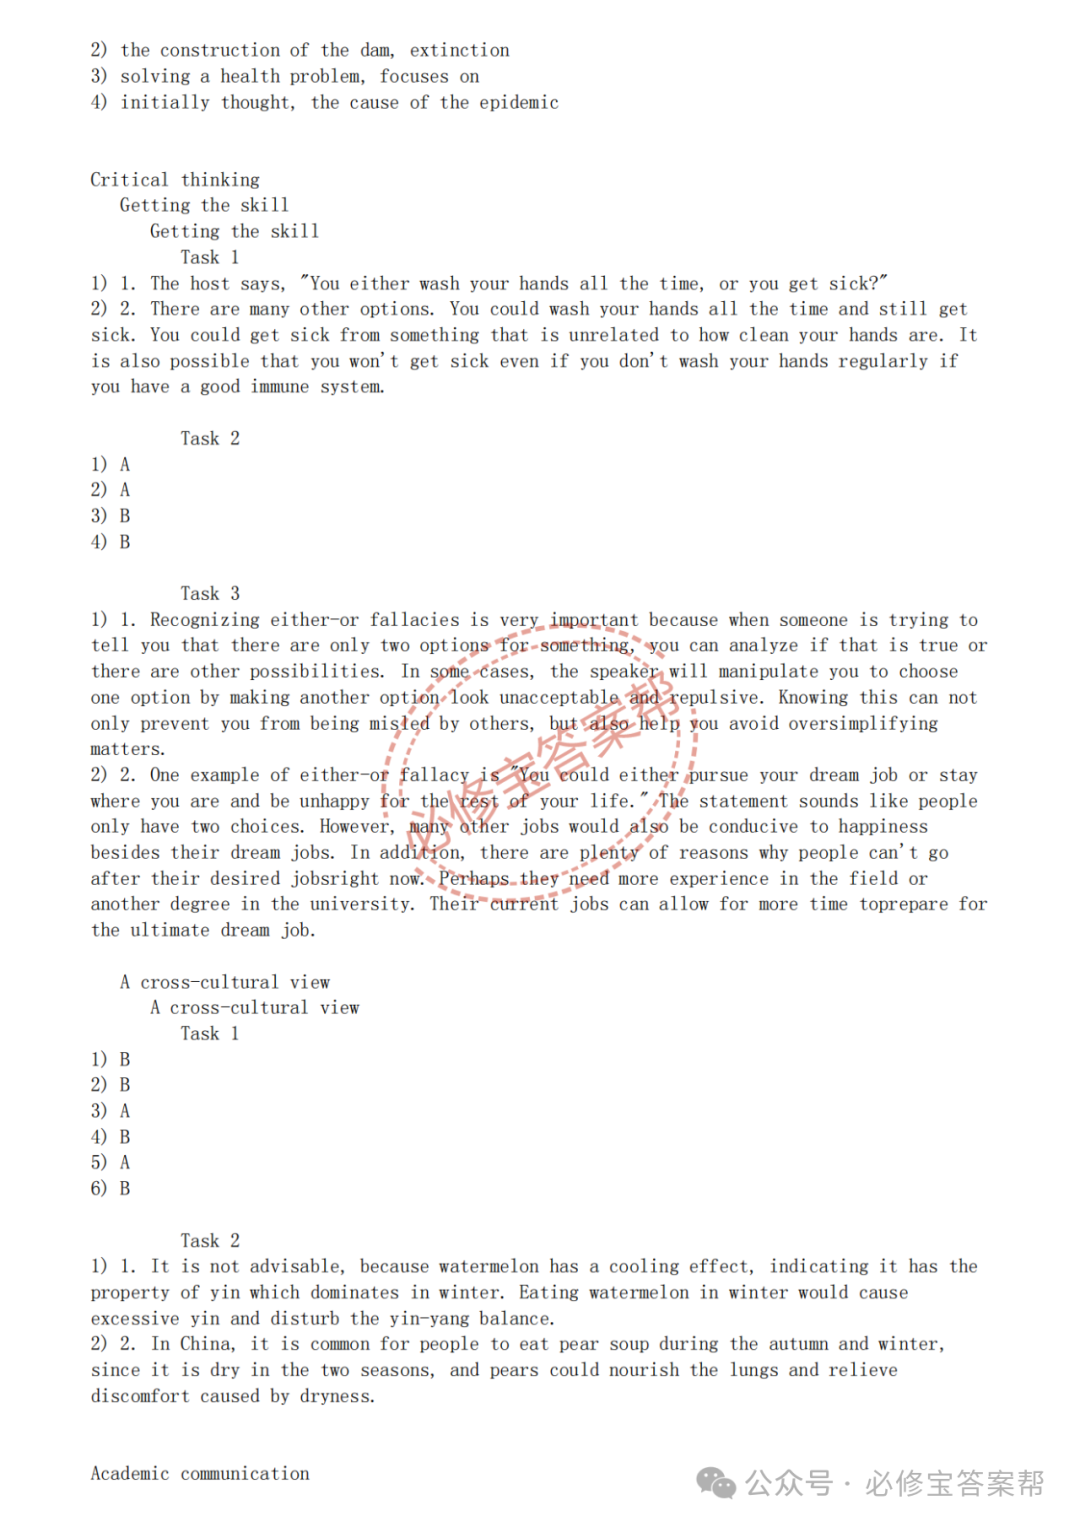 2) the construction of the dam, extinction
3) solving a health problem, focuses on
4) initially thought, the cause of the epidemic
Critical thinking
Getting the skill
Getting the skill
Task 1
1) 1. The host says, "You either wash your hands all the time, or you get sick?"
2) 2. There are many other options. You could wash your hands all the time and still get
sick. You could get sick from something that is unrelated to how clean your hands are. It
is also possible that you won't get sick even if you don't wash your hands regularly if
you have a good immune system.
Task 2
1) A
2) A
3) B
4) B
Task 3
1) 1. Recognizing either-or fallacies is very important because when someone is trying to
tell you that there are only two options for something, you can analyze if that is true or
there are other possibilities. In some cases, the speaker will manipulate you to choose
one option by making another option look unacceptable and repulsive. Knowing this can not
only prevent you from being misled by others, but also help you avoid oversimplifying
matters.
2) 2. One example of either-or fallacy is "You could either pursue your dream job or stay
where you are and be unhappy for the rest of your life." The statement sounds like people
only have two choices. However, many other jobs would also be conducive to happiness
besides their dream jobs. In addition, there are plenty of reasons why people can't go
after their desired jobsright now. Perhaps they need more experience in the field or
another degree in the university. Their current jobs can allow for more time toprepare for
the ultimate dream job.
必修宝答案帮
A cross-cultural view
A cross-cultural view
Task 1
1) B
2) B
3) A
4) B
5) A
6) B
Task 2
1) 1. It is not advisable, because watermelon has a cooling effect, indicating it has the
property of yin which dominates in winter. Eating watermelon in winter would cause
excessive yin and disturb the yin-yang balance.
2) 2. In China, it is common for people to eat pear soup during the autumn and winter,
since it is dry in the two seasons, and pears could nourish the lungs and relieve
discomfort caused by dryness.
Academic communication
公众号 · 必修宝答案帮